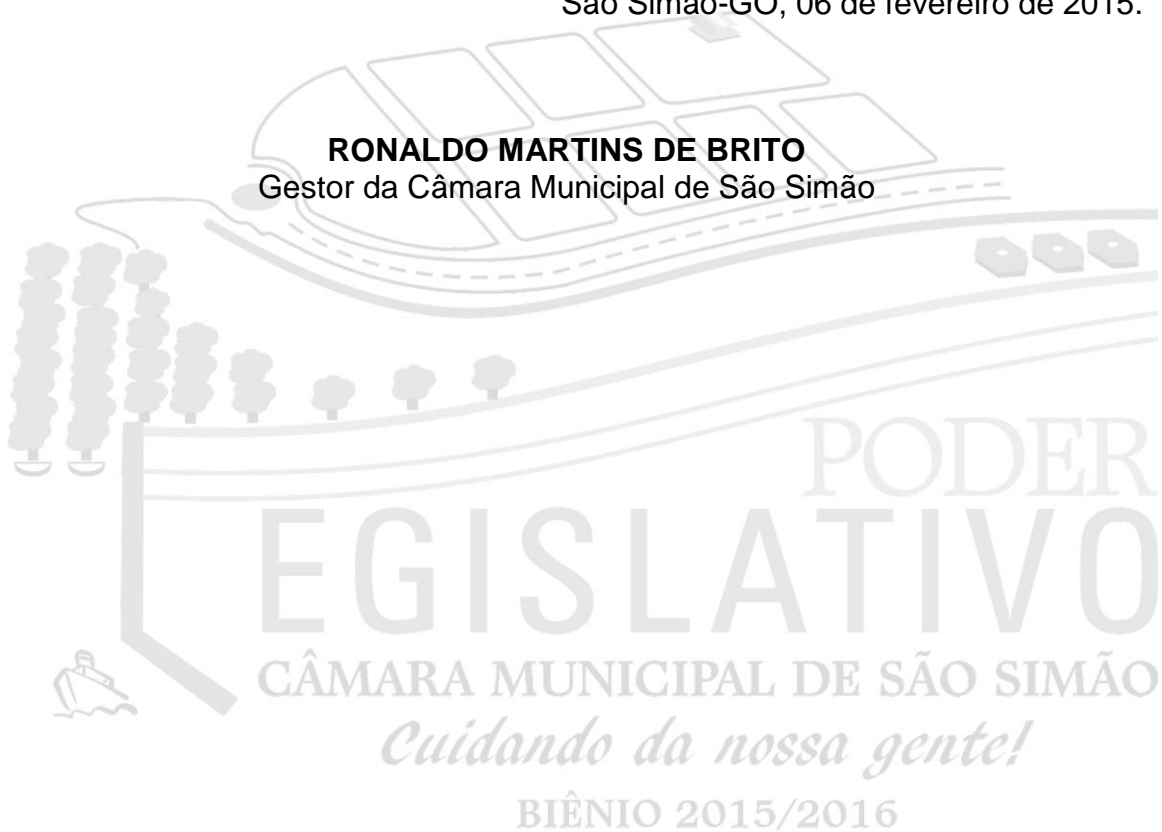 São Simão-GO, 06 de fevereiro de 2015.
RONALDO MARTINS DE BRITO
Gestor da Câmara Municipal de São Simão
PODER
EGISLATIVO
CÂMARA MUNICIPAL DE SÃO SIMÃO
Cuidando da nossa gente!
BIÊNIO 2015/2016